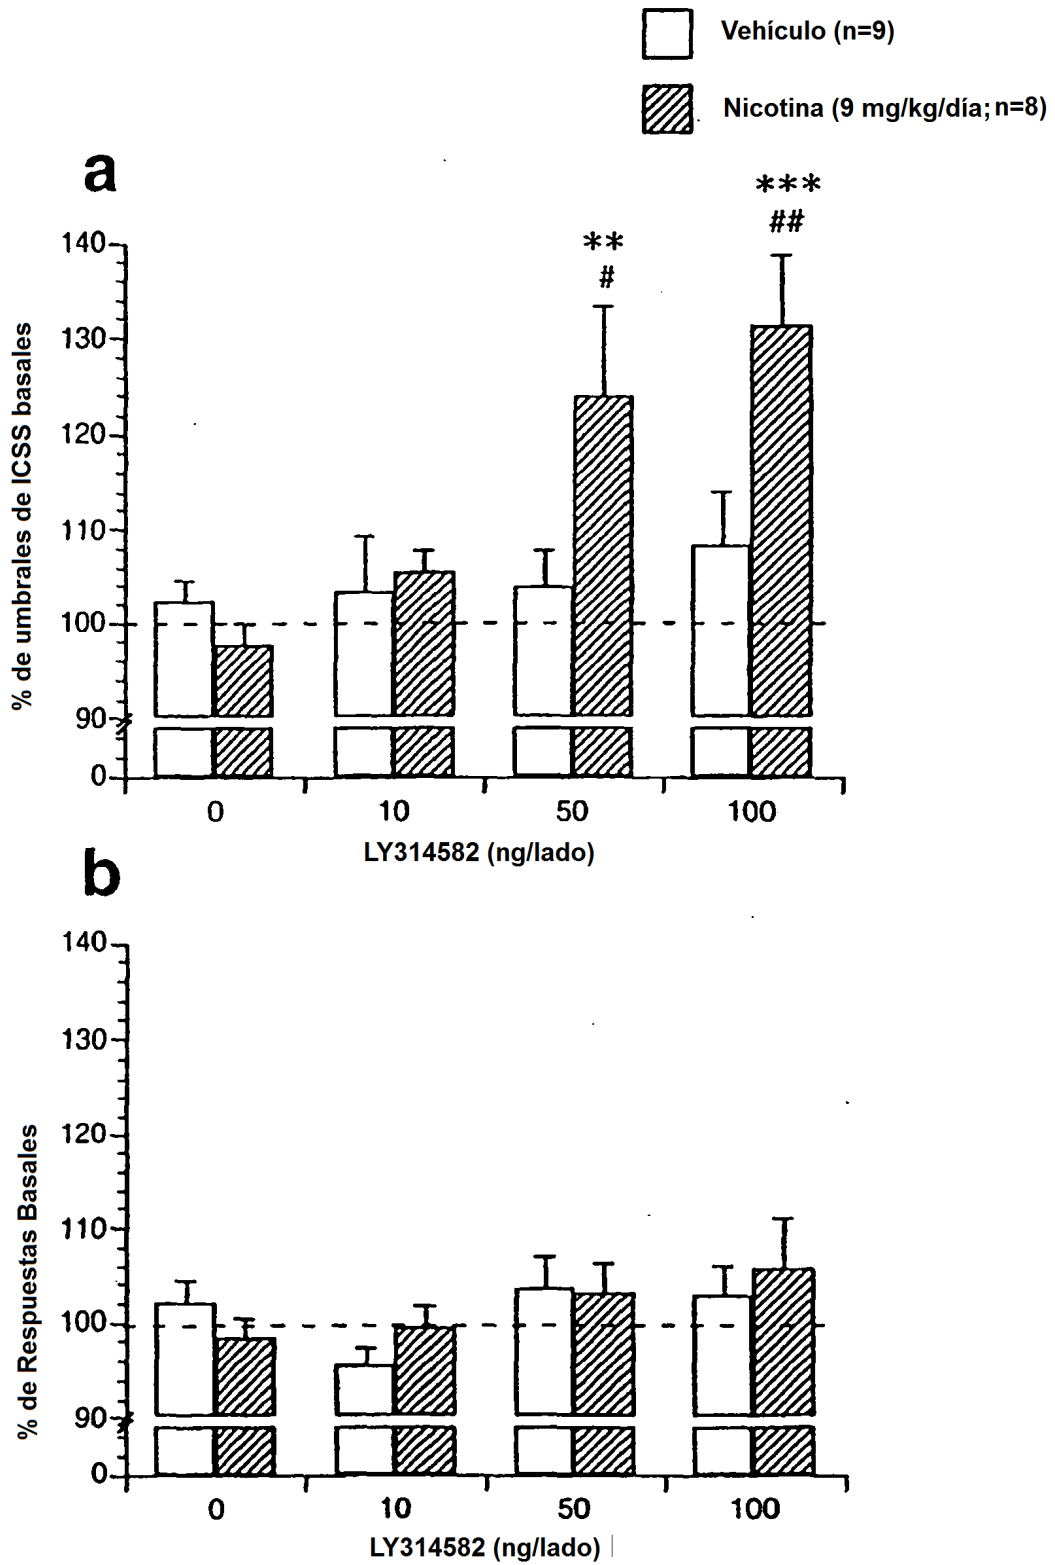 Vehículo (n=9)
Nicotina (9 mg/kg/día; n=8)
a
***
##
**
#
140
130
120
110
100
90
0
% de umbrales de ICSS basales
0 10 50 100
LY314582 (ng/lado)
b
140
130
120
110
100
90
0
% de Respuestas Basales
0 10 50 100
LY314582 (ng/lado)